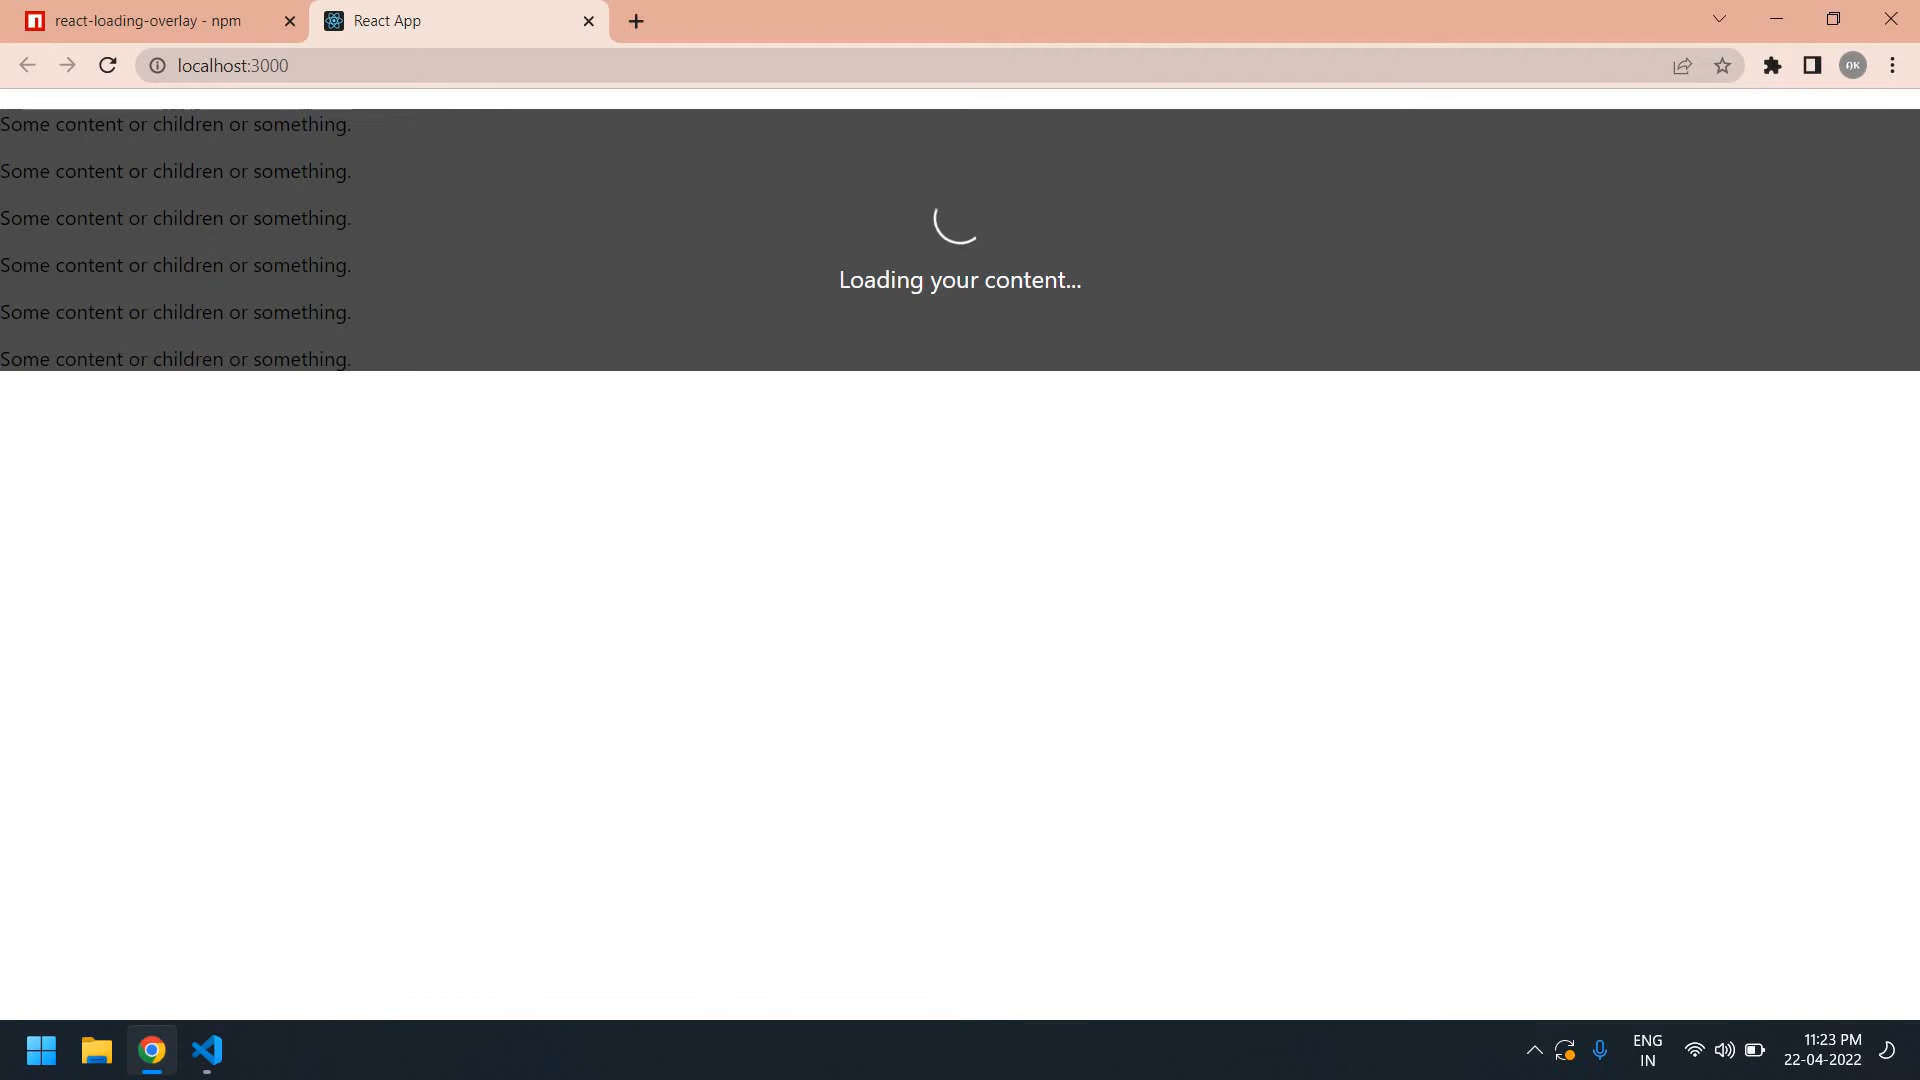 react-loading-overlay - npm
React App
localhost:3000
AK
Some content or children or something.
Some content or children or something.
Some content or children or something.
Some content or children or something.
Some content or children or something.
Some content or children or something.
Loading your content...
ENG
IN
11:23 PM
22-04-2022